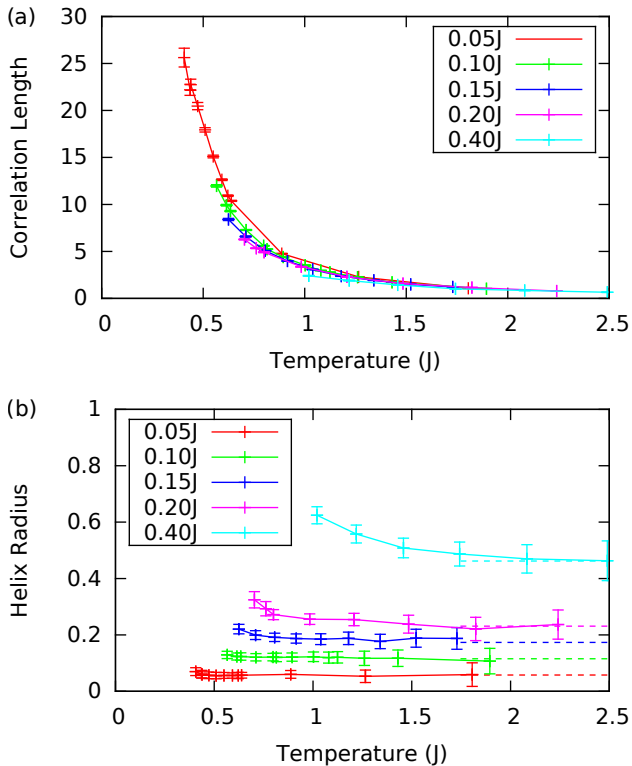 (a)
30
25
20
15
10
5
0
Correlation Length
0.05J
0.10J
0.15J
0.20J
0.40J
0.5
1
1.5
2
2.5
Temperature (J)
(b)
1
0.8
0.6
0.4
0.2
0
Helix Radius
0.05J
0.10J
0.15J
0.20J
0.40J
0
0.5
1
1.5
2
2.5
Temperature (J)